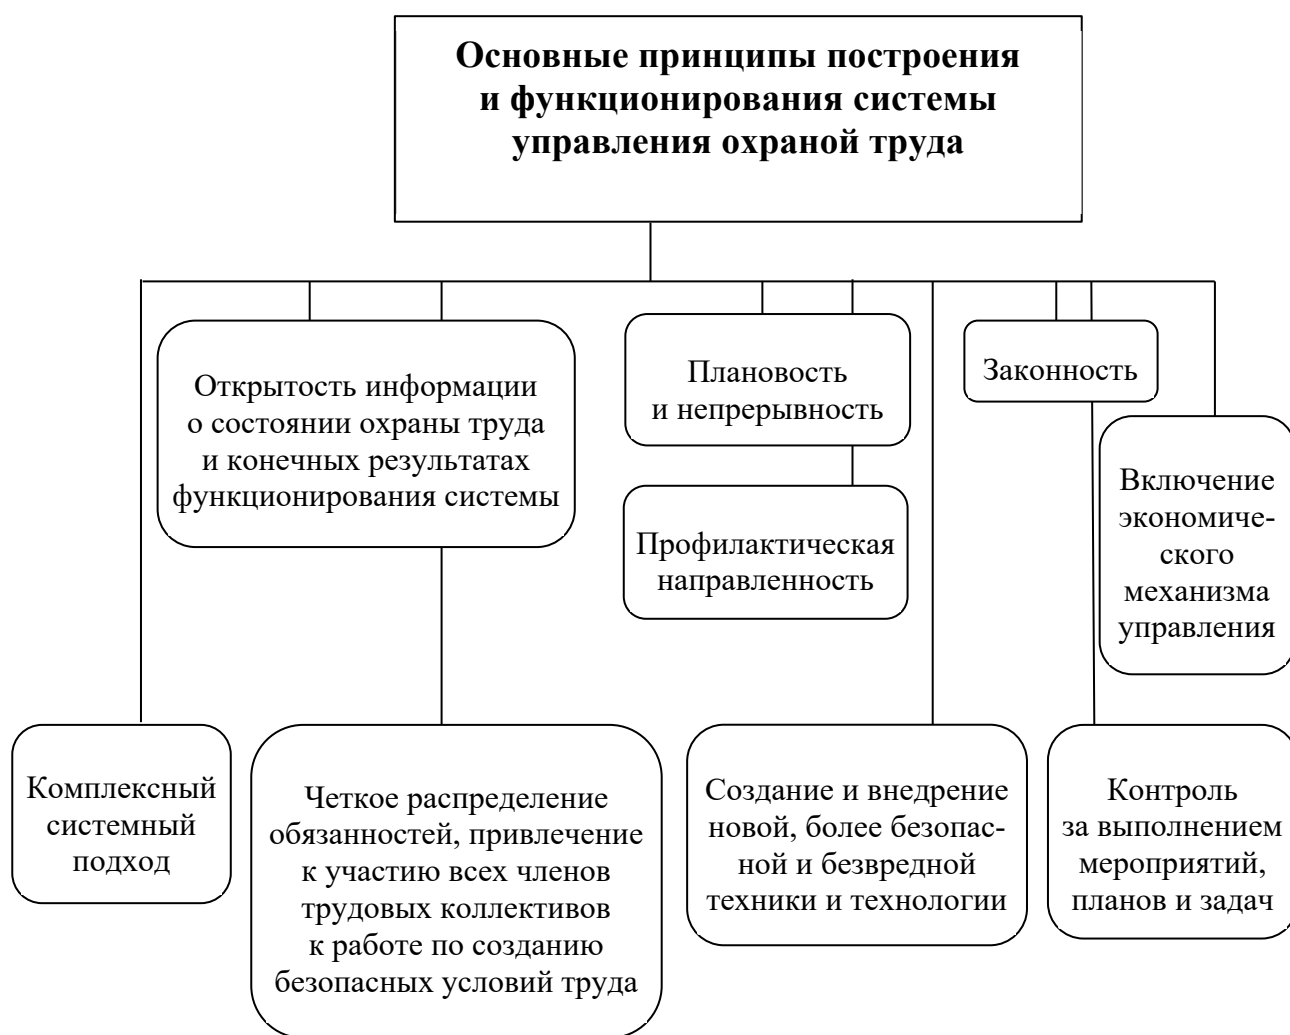 Основные принципы построения
и функционирования системы
управления охраной труда
Открытость информации
о состоянии охраны труда
и конечных результатах
функционирования системы
Плановость
и непрерывность
Законность
Профилактическая
направленность
Включение
экономиче-
ского
механизма
управления
Комплексный
системный
подход
Четкое распределение
обязанностей, привлечение
к участию всех членов
трудовых коллективов
к работе по созданию
безопасных условий труда
Создание и внедрение
новой, более безопас-
ной и безвредной
техники и технологии
Контроль
за выполнением
мероприятий,
планов и задач